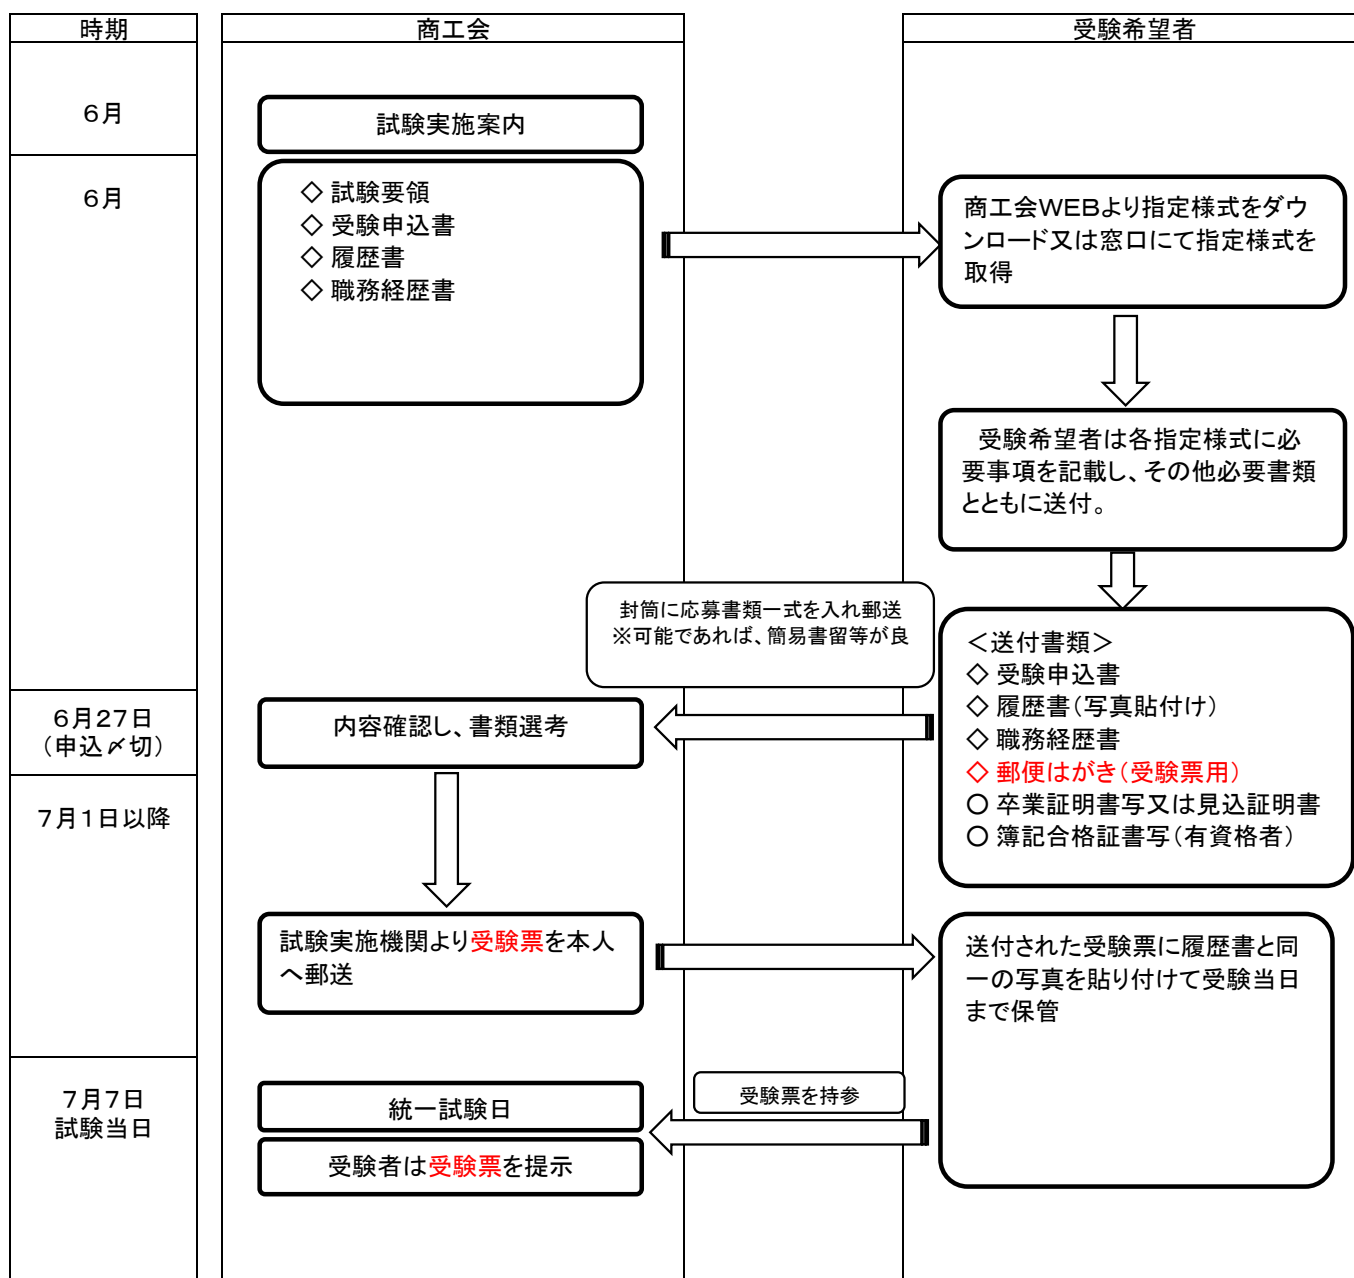 時期
商工会
受験希望者
６月
試験実施案内
６月
◇ 試験要領
◇ 受験申込書
◇ 履歴書
◇ 職務経歴書
商工会ＷＥＢより指定様式をダウ
ンロード又は窓口にて指定様式を
取得
受験希望者は各指定様式に必
要事項を記載し、その他必要書類
とともに送付。
封筒に応募書類一式を入れ郵送
※可能であれば、簡易書留等が良
＜送付書類＞
◇ 受験申込書
◇ 履歴書（写真貼付け）
◇ 職務経歴書
◇ 郵便はがき（受験票用）
○ 卒業証明書写又は見込証明書
○ 簿記合格証書写（有資格者）
６月２７日
（申込〆切）
内容確認し、書類選考
７月１日以降
試験実施機関より受験票を本人
へ郵送
送付された受験票に履歴書と同
一の写真を貼り付けて受験当日
まで保管
７月７日
試験当日
統一試験日
受験票を持参
受験者は受験票を提示